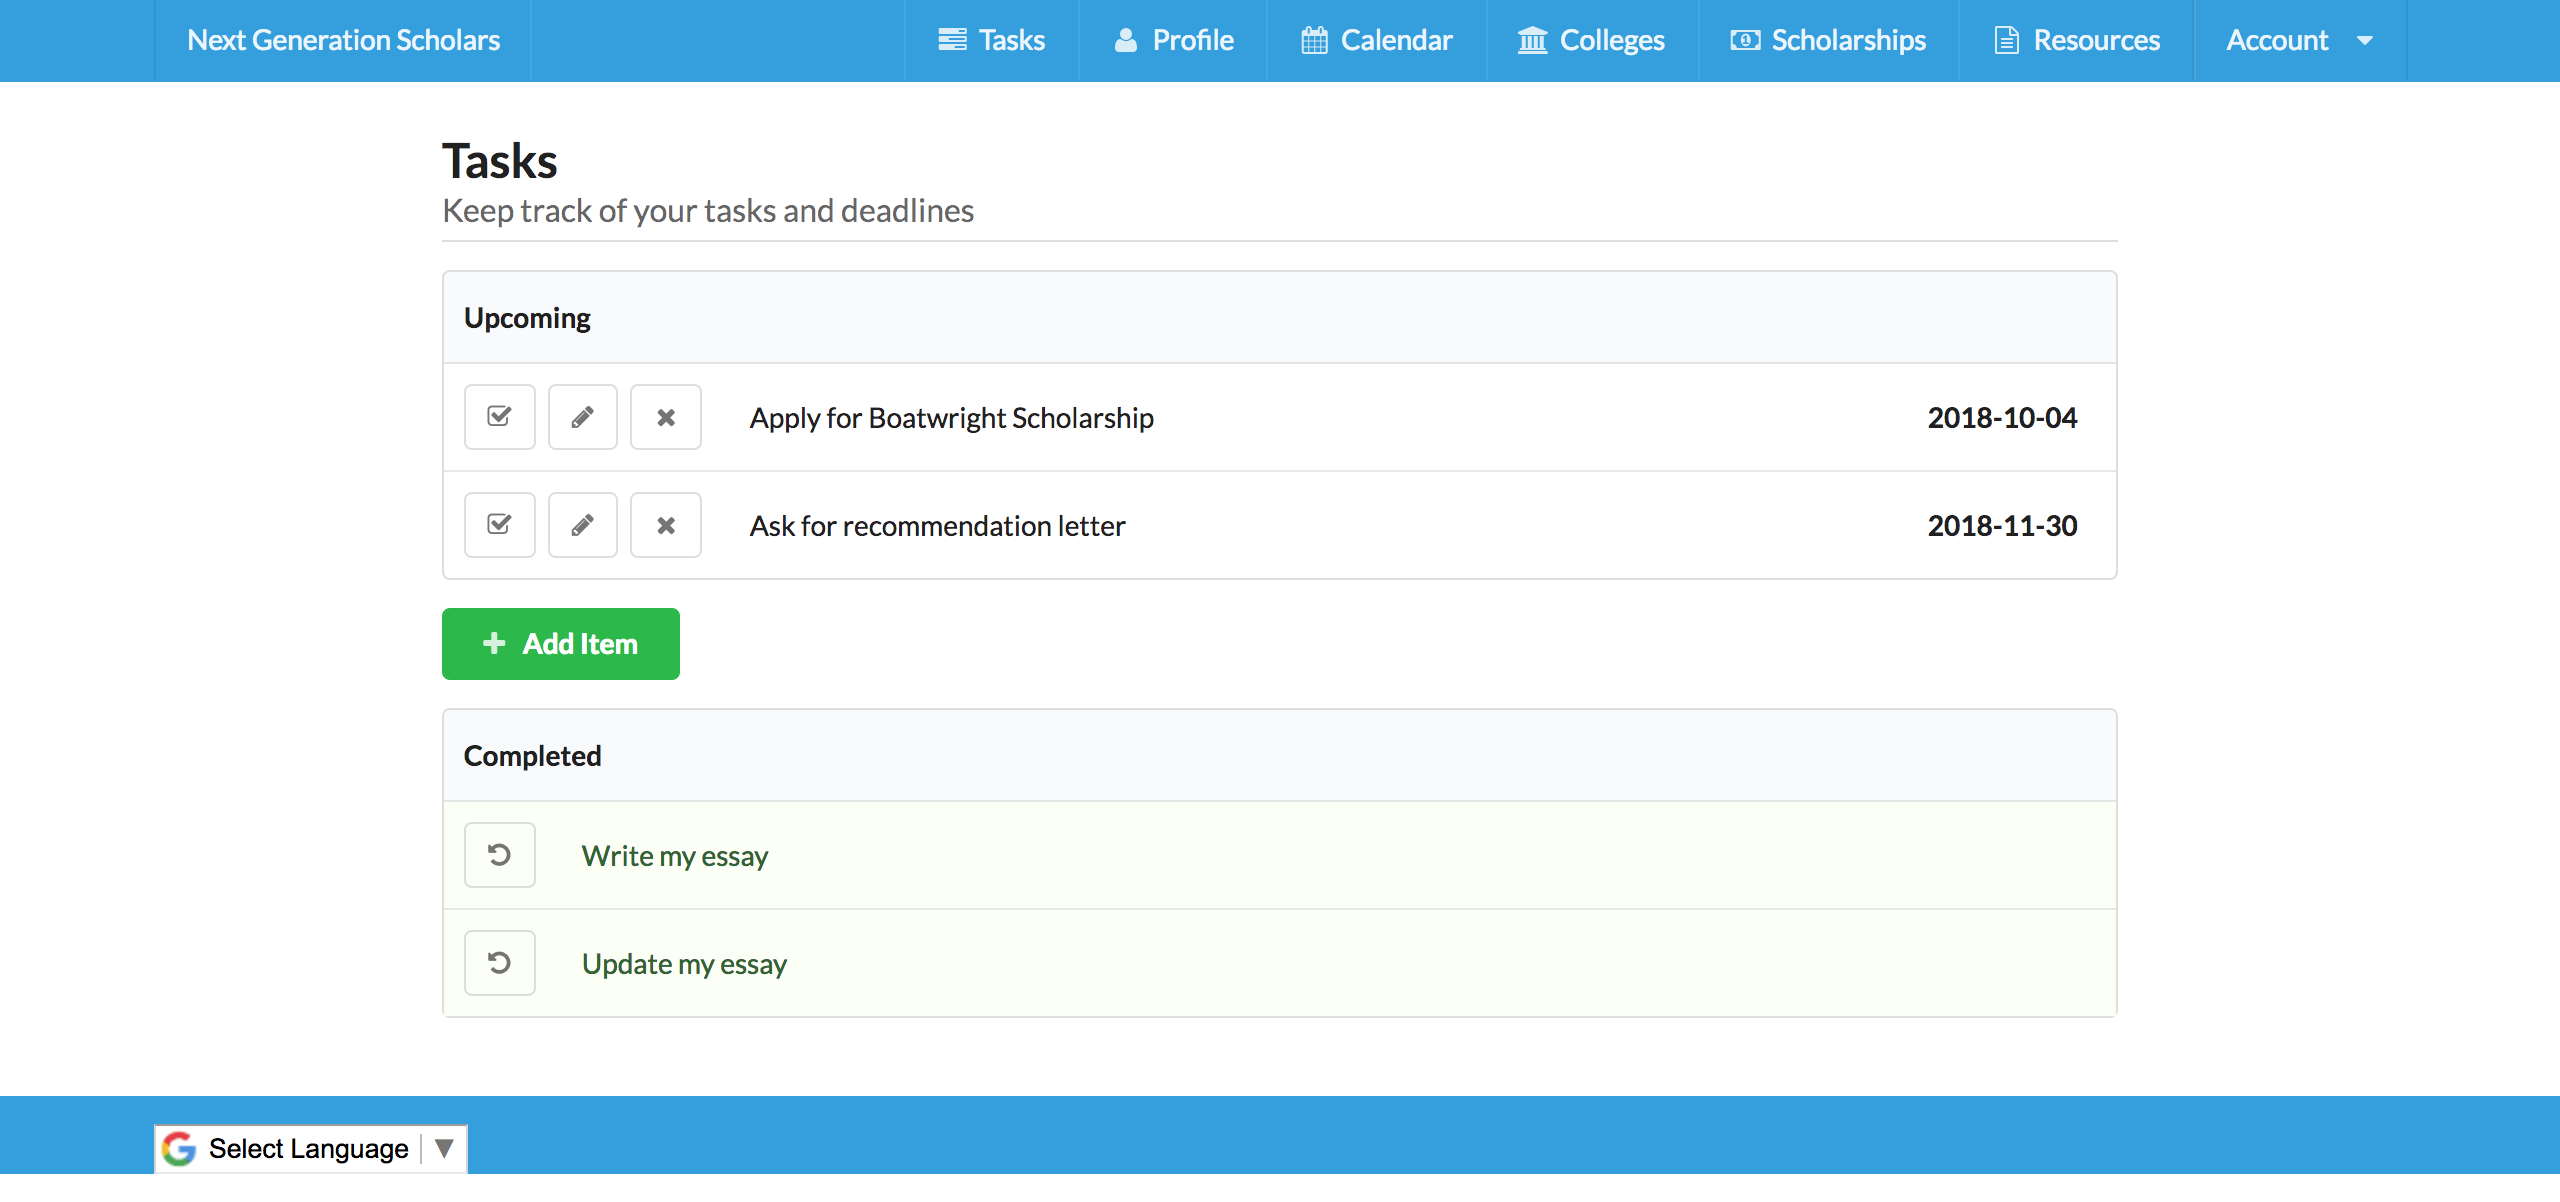 Next Generation Scholars Tasks Profile Calendar Colleges Scholarships Resources Account
Tasks
Keep track of your tasks and deadlines
Upcoming
Apply for Boatwright Scholarship 2018-10-04
Ask for recommendation letter 2018-11-30
Add Item
Completed
Write my essay
Update my essay
Select Language